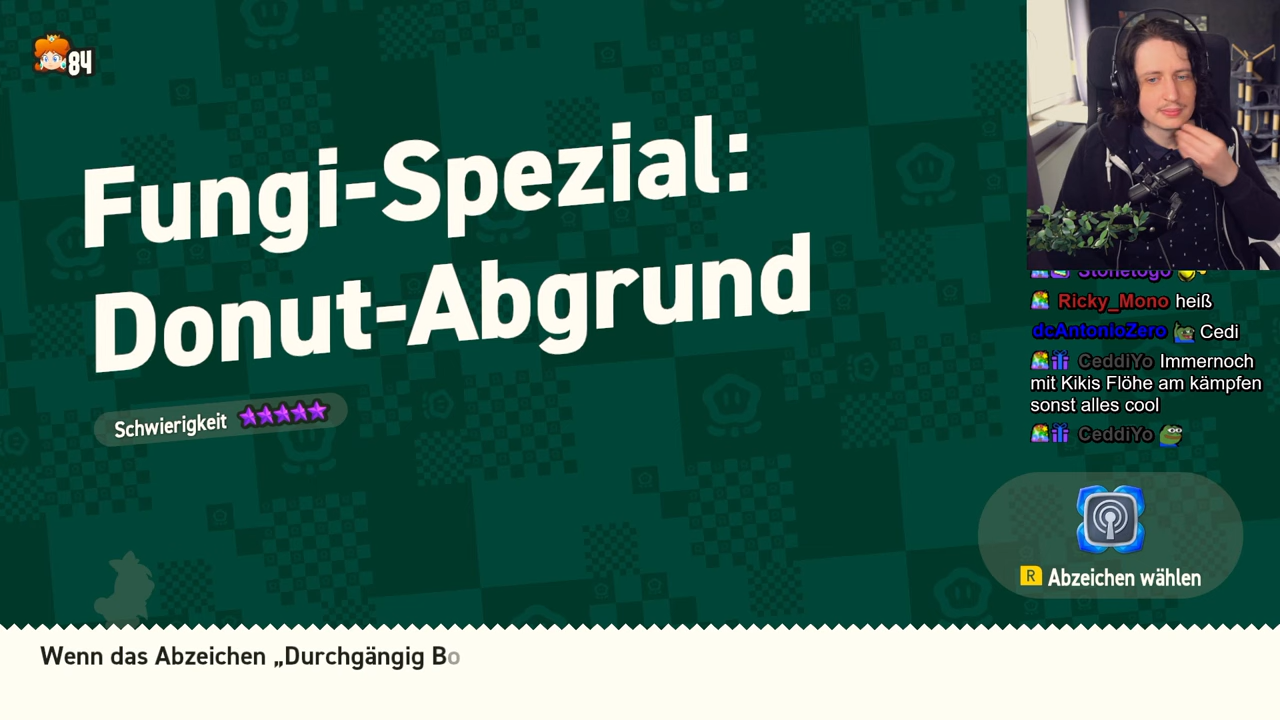 84
Fungi-Spezial:
Donut-Abgrund
Schwierigkeit
Stonetogo
Ricky_Mono heiß
dcAntonioZero Cedi
CeddiYo Immernoch
mit Kikis Flöhe am kämpfen
sonst alles cool
CeddiYo
R Abzeichen wählen
Wenn das Abzeichen „Durchgängig Bo